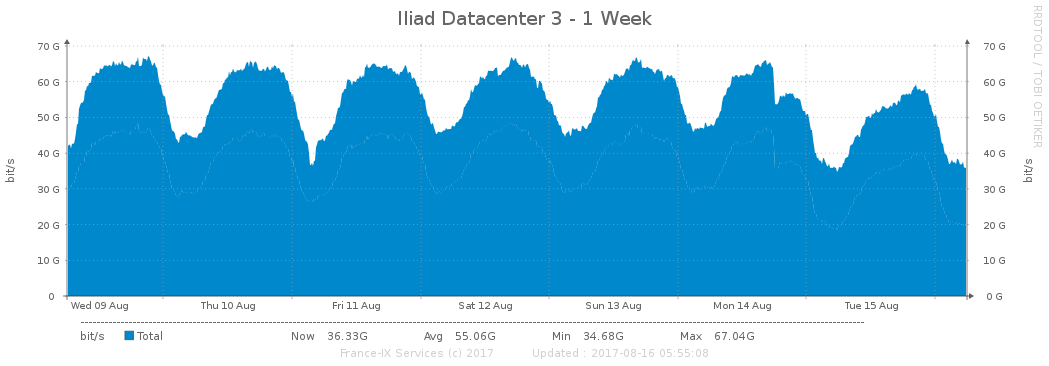 Iliad Datacenter 3 - 1 Week
RRDTOOL / TOBI OETIKER
70 G 70 G
60 G 60 G
50 G 50 G
40 G 40 G
30 G 30 G
20 G 20 G
10 G 10 G
0 0 G
bit/s bit/s
Wed 09 Aug Thu 10 Aug Fri 11 Aug Sat 12 Aug Sun 13 Aug Mon 14 Aug Tue 15 Aug
bit/s Total Now 36.33G Avg 55.06G Min 34.68G Max 67.04G
France-IX Services (c) 2017 Updated : 2017-08-16 05:55:08